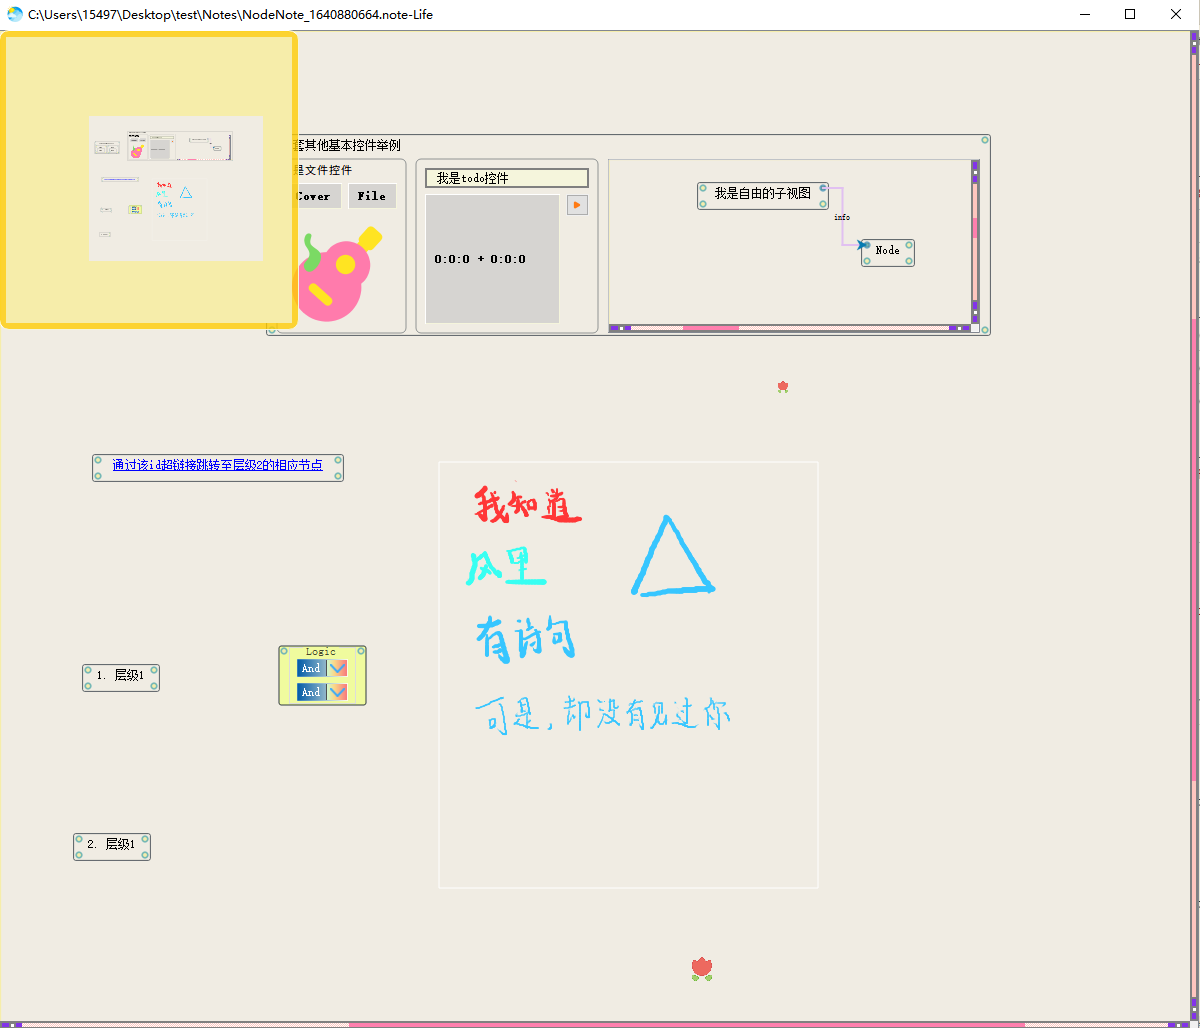 C:\Users\15497\Desktop\test\Notes\NodeNote_1640880664.note-Life
套其他基本控件举例
是文件控件
Cover
File
我是todo控件
0:0:0 + 0:0:0
我是自由的子视图
info
Node
通过该id超链接跳转至层级2的相应节点
我知道
风里
有诗句
可是,却没有见过你
Logic
And
And
1. 层级1
2. 层级1